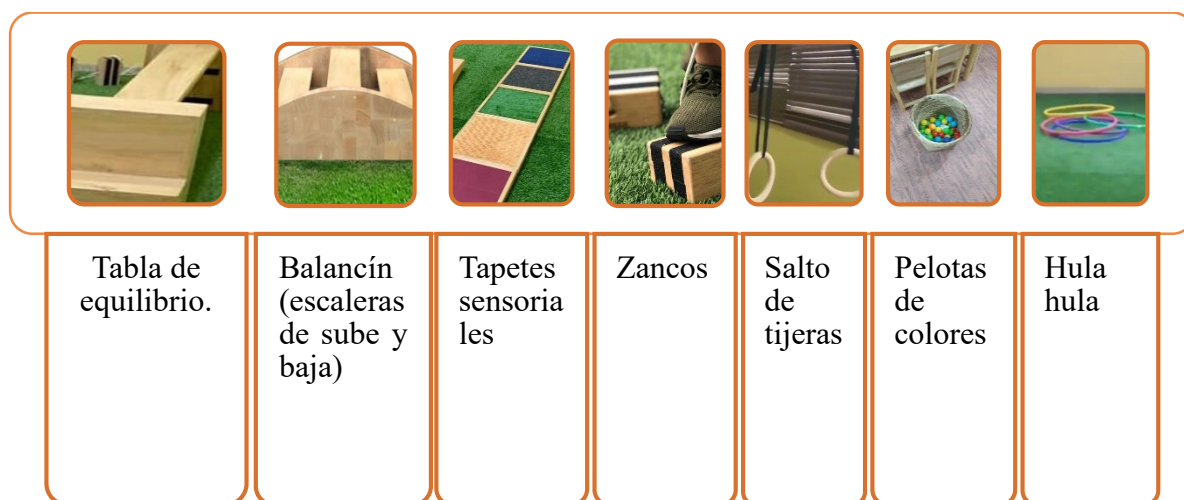 Tabla de
equilibrio.
Balancín
(escaleras
de sube y
baja)
Tapetes
sensoria
les
Zancos
Salto
de
tijeras
Pelotas
de
colores
Hula
hula